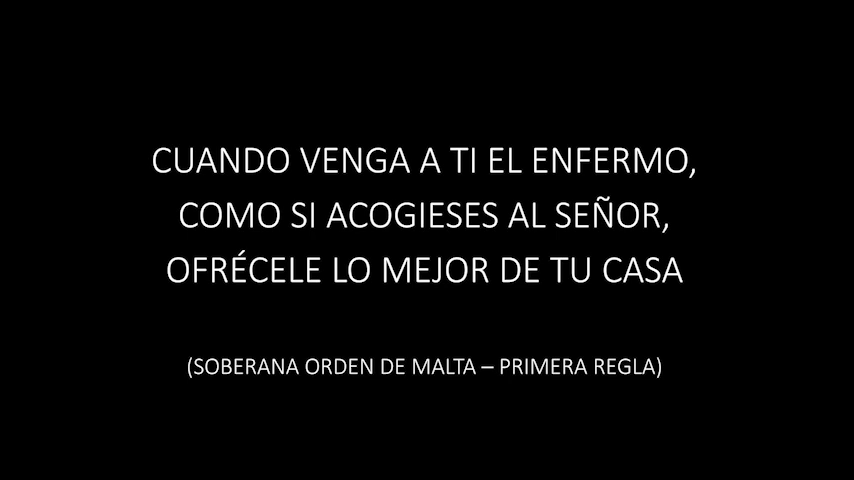 CUANDO VENGA A TI EL ENFERMO,
COMO SI ACOGIESES AL SEÑOR,
OFRÉCELE LO MEJOR DE TU CASA
(SOBERANA ORDEN DE MALTA – PRIMERA REGLA)